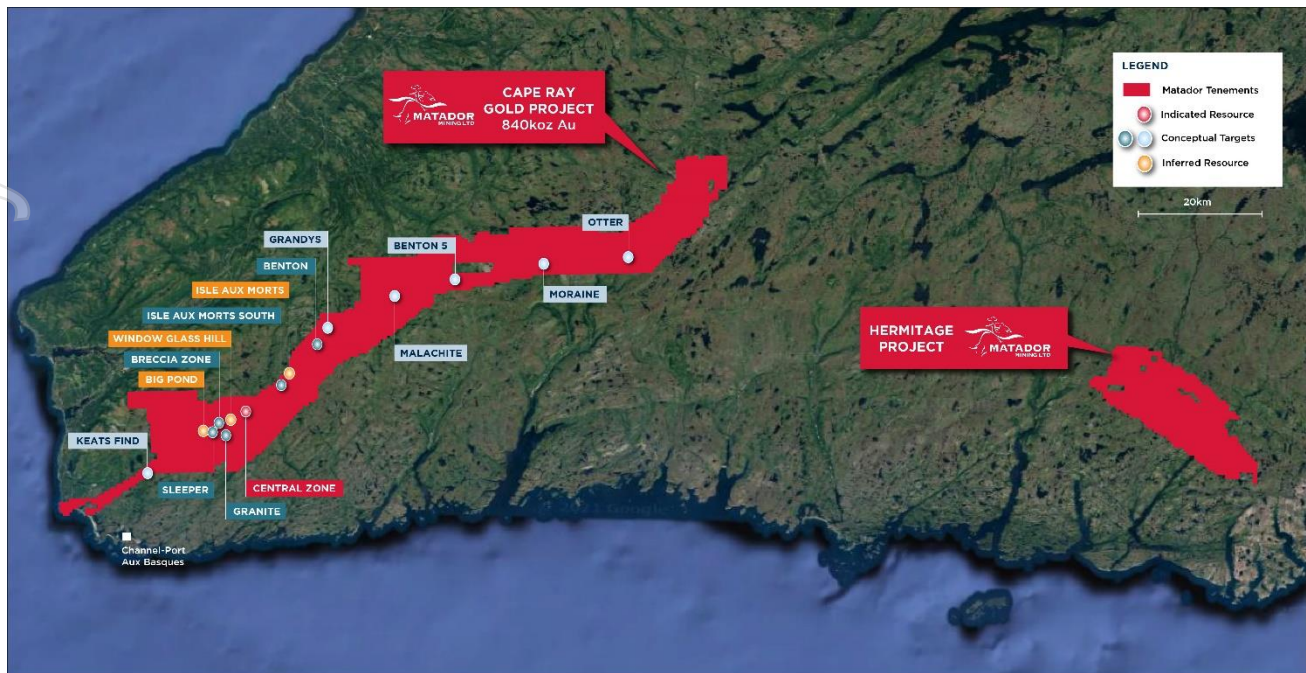 MATADOR
MINING LTD
CAPE RAY
GOLD PROJECT
840koz Au
LEGEND
Matador Tenements
Indicated Resource
Conceptual Targets
Inferred Resource
20km
OTTER
GRANDYS
BENTON 5
BENTON
ISLE AUX MORTS
MORAINE
ISLE AUX MORTS SOUTH
WINDOW GLASS HILL
MALACHITE
BRECCIA ZONE
BIG POND
HERMITAGE
PROJECT
MATADOR
MINING LTD
KEATS FIND
SLEEPER
CENTRAL ZONE
GRANITE
Channel-Port
Aux Basques